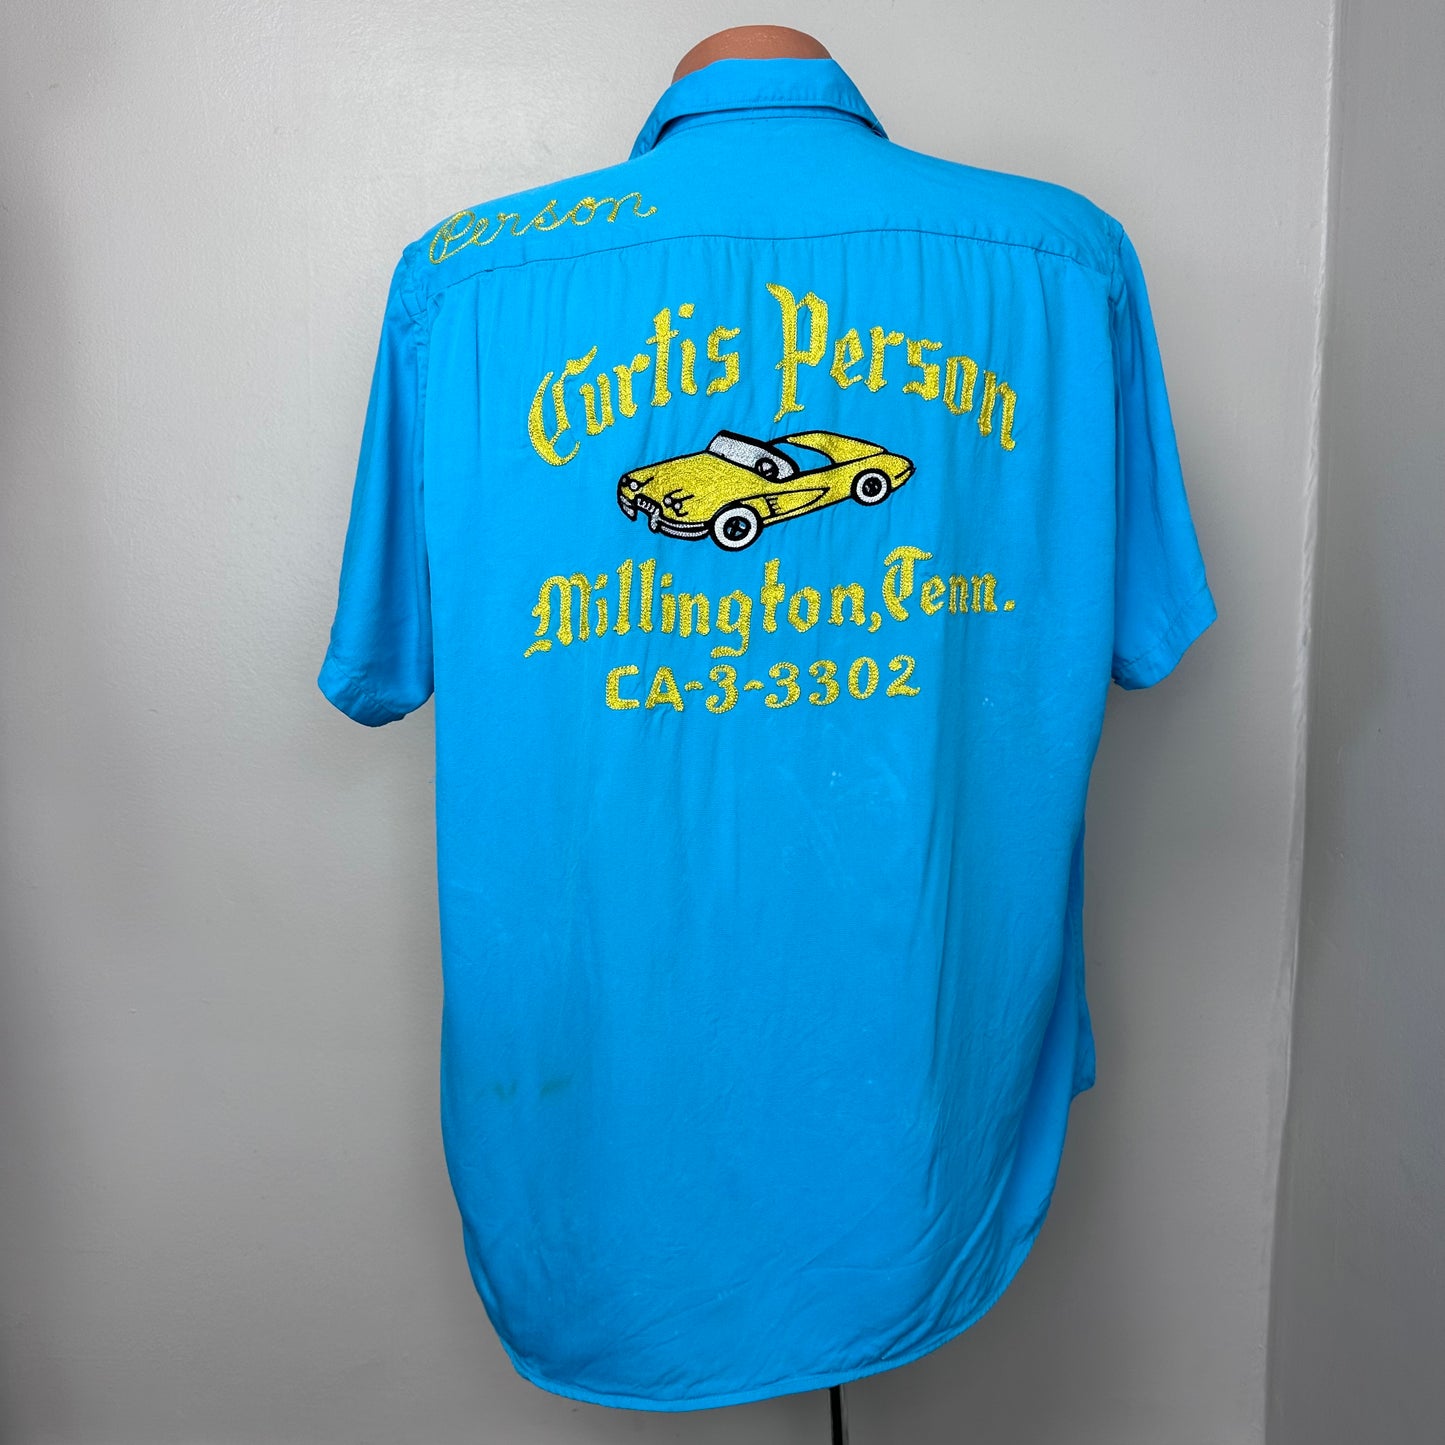 Person
Curtis Person
Millington, Tenn.
CA-3-3302